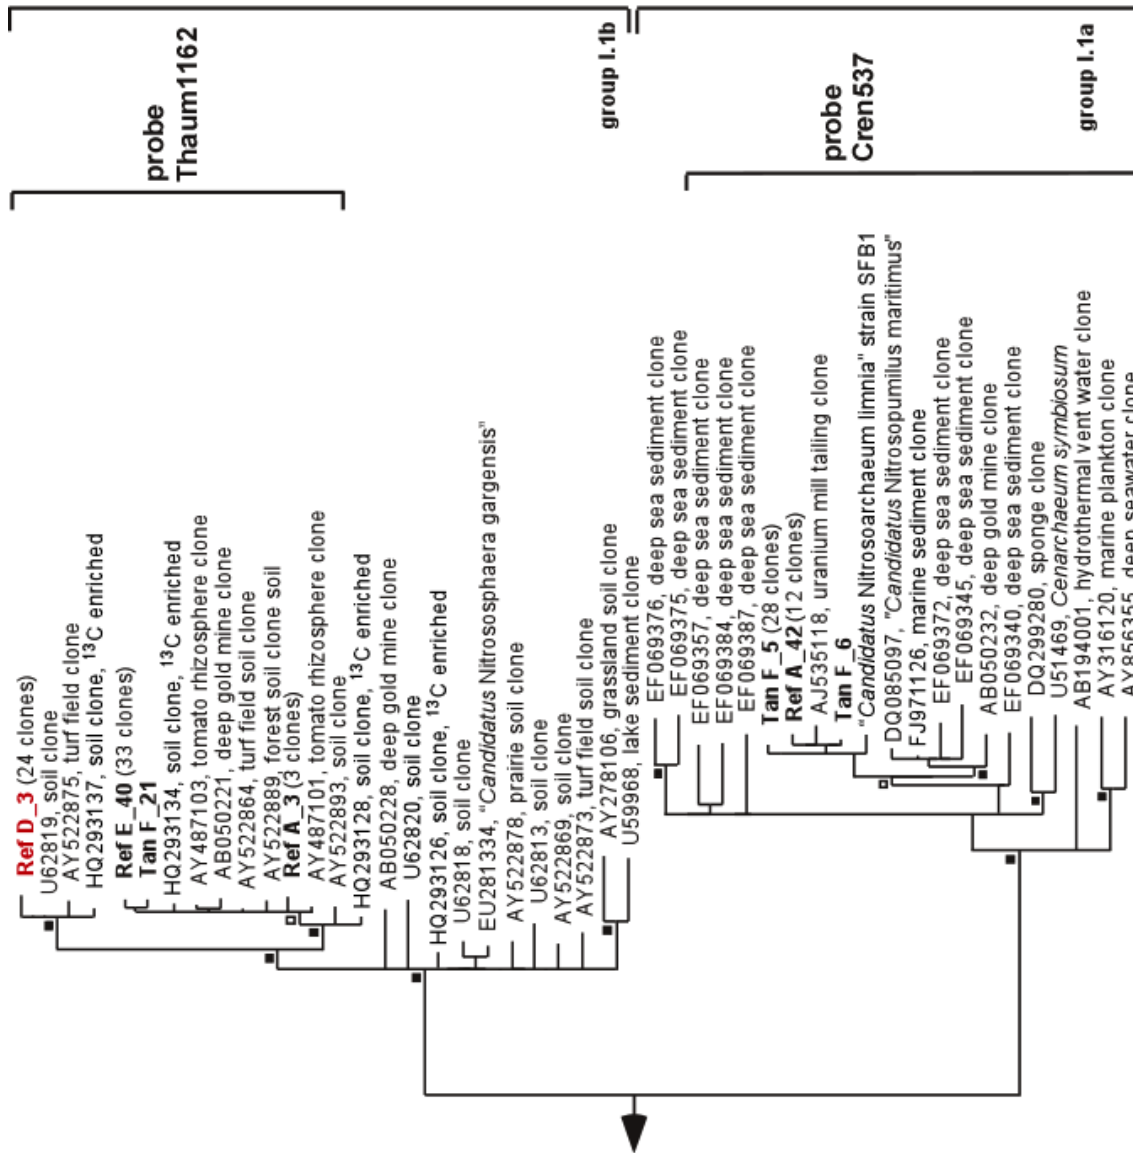 probe
Thaum1162
group I.1b
probe
Cren537
group I.1a
Ref D_3 (24 clones)
U62819, soil clone
AY522875, turf field clone
HQ293137, soil clone, 13C enriched
Ref E_40 (33 clones)
Tan F_21
HQ293134, soil clone, 13C enriched
AY487103, tomato rhizosphere clone
AB050221, deep gold mine clone
AY522864, turf field soil clone
AY522889, forest soil clone soil
Ref A_3 (3 clones)
AY487101, tomato rhizosphere clone
AY522893, soil clone
HQ293128, soil clone, 13C enriched
AB050228, deep gold mine clone
U62820, soil clone
HQ293126, soil clone, 13C enriched
U62818, soil clone
EU281334, "Candidatus Nitrososphaera gargensis"
AY522878, prairie soil clone
U62813, soil clone
AY522869, soil clone
AY522873, turf field soil clone
AY278106, grassland soil clone
U59968, lake sediment clone
EF069376, deep sea sediment clone
EF069375, deep sea sediment clone
EF069357, deep sea sediment clone
EF069384, deep sea sediment clone
EF069387, deep sea sediment clone
Tan F_5 (28 clones)
Ref A_42 (12 clones)
AJ535118, uranium mill tailing clone
Tan F_6
"Candidatus Nitrosoarchaeum limnia" strain SFB1
DQ085097, "Candidatus Nitrosopumilus maritimus"
FJ971126, marine sediment clone
EF069372, deep sea sediment clone
EF069345, deep sea sediment clone
AB050232, deep gold mine clone
EF069340, deep sea sediment clone
DQ299280, sponge clone
U51469, Cenarchaeum symbiosum
AB194001, hydrothermal vent water clone
AY316120, marine plankton clone
AY856355, deep seawater clone